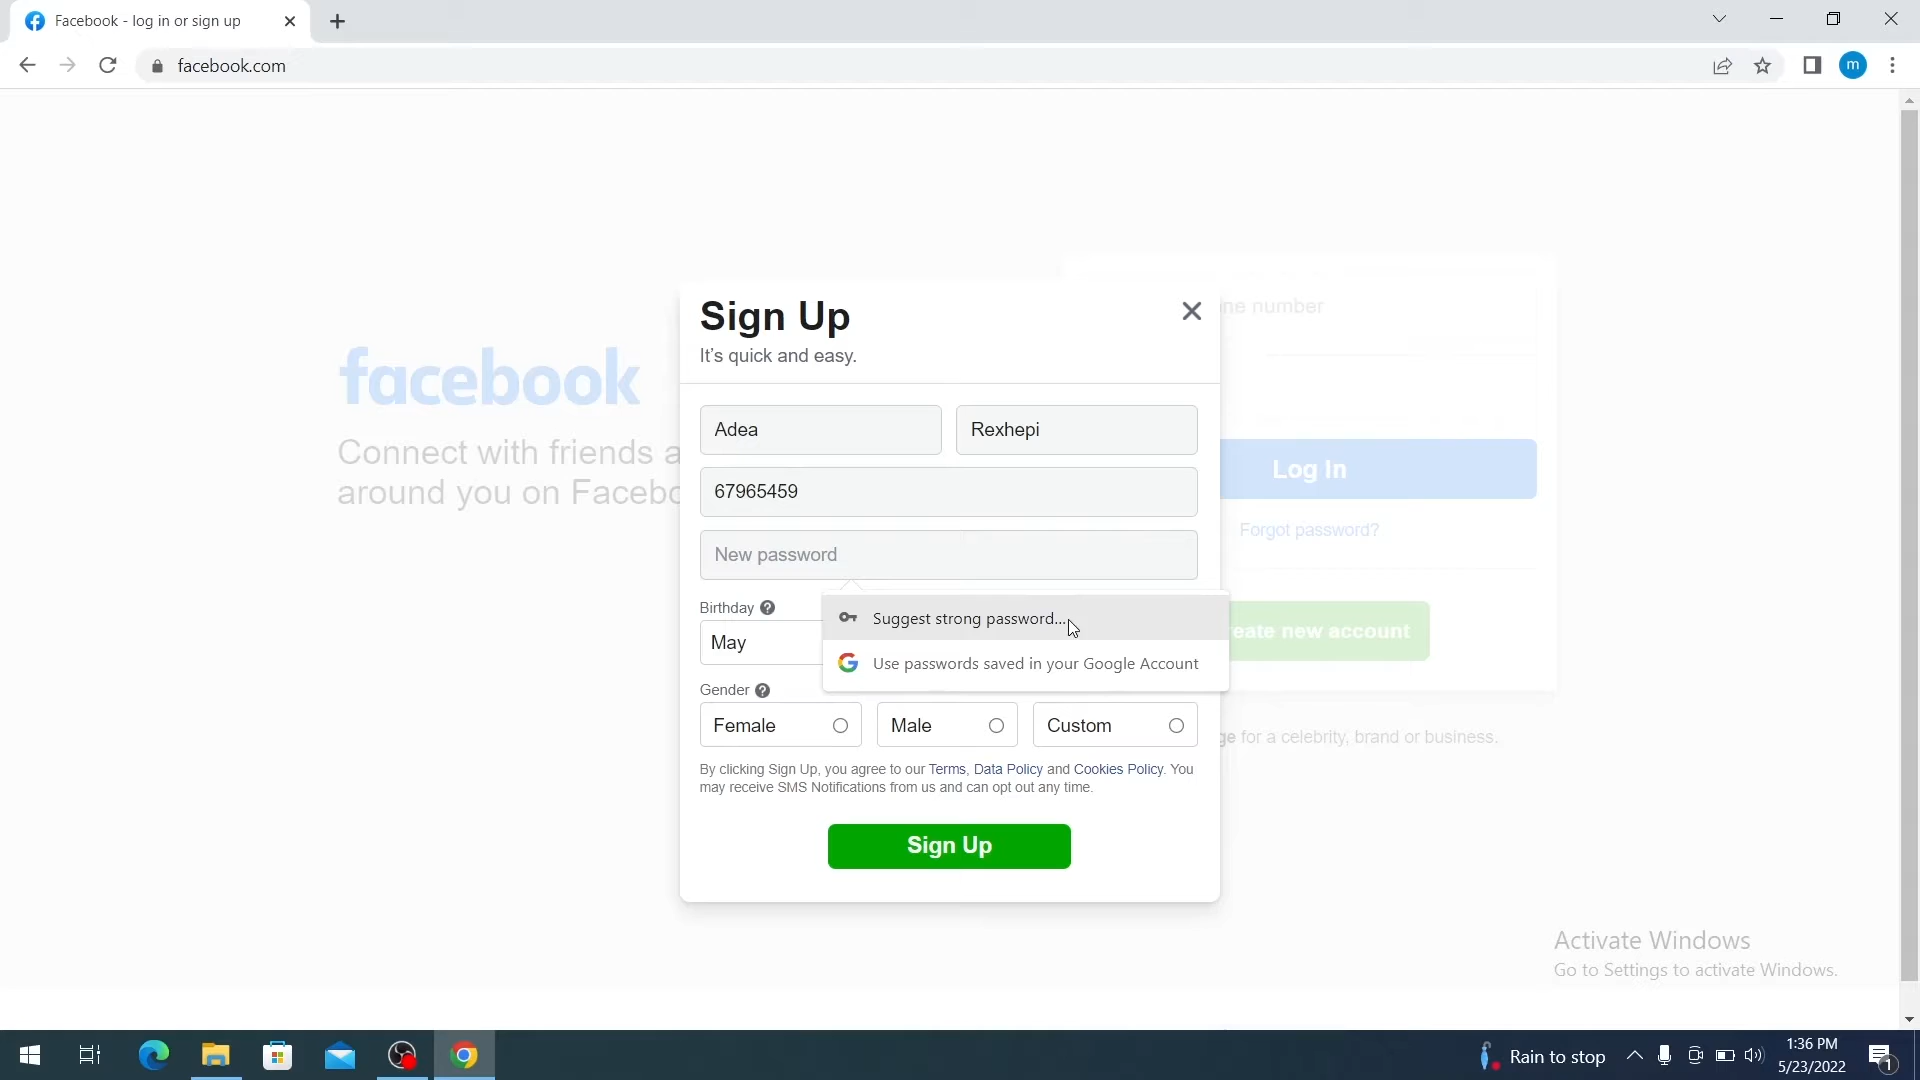 Facebook - log in or sign up
facebook.com
m
Sign Up
It's quick and easy.
facebook
Connect with friends a
around you on Facebo
ne number
Log In
Forgot password?
eate new account
ge for a celebrity, brand or business.
Adea
Rexhepi
67965459
New password
Suggest strong password...
Use passwords saved in your Google Account
Birthday ?
May
Gender ?
Female
Male
Custom
By clicking Sign Up, you agree to our Terms, Data Policy and Cookies Policy. You
may receive SMS Notifications from us and can opt out any time.
Sign Up
Activate Windows
Go to Settings to activate Windows.
Rain to stop
1:36 PM
5/23/2022
1